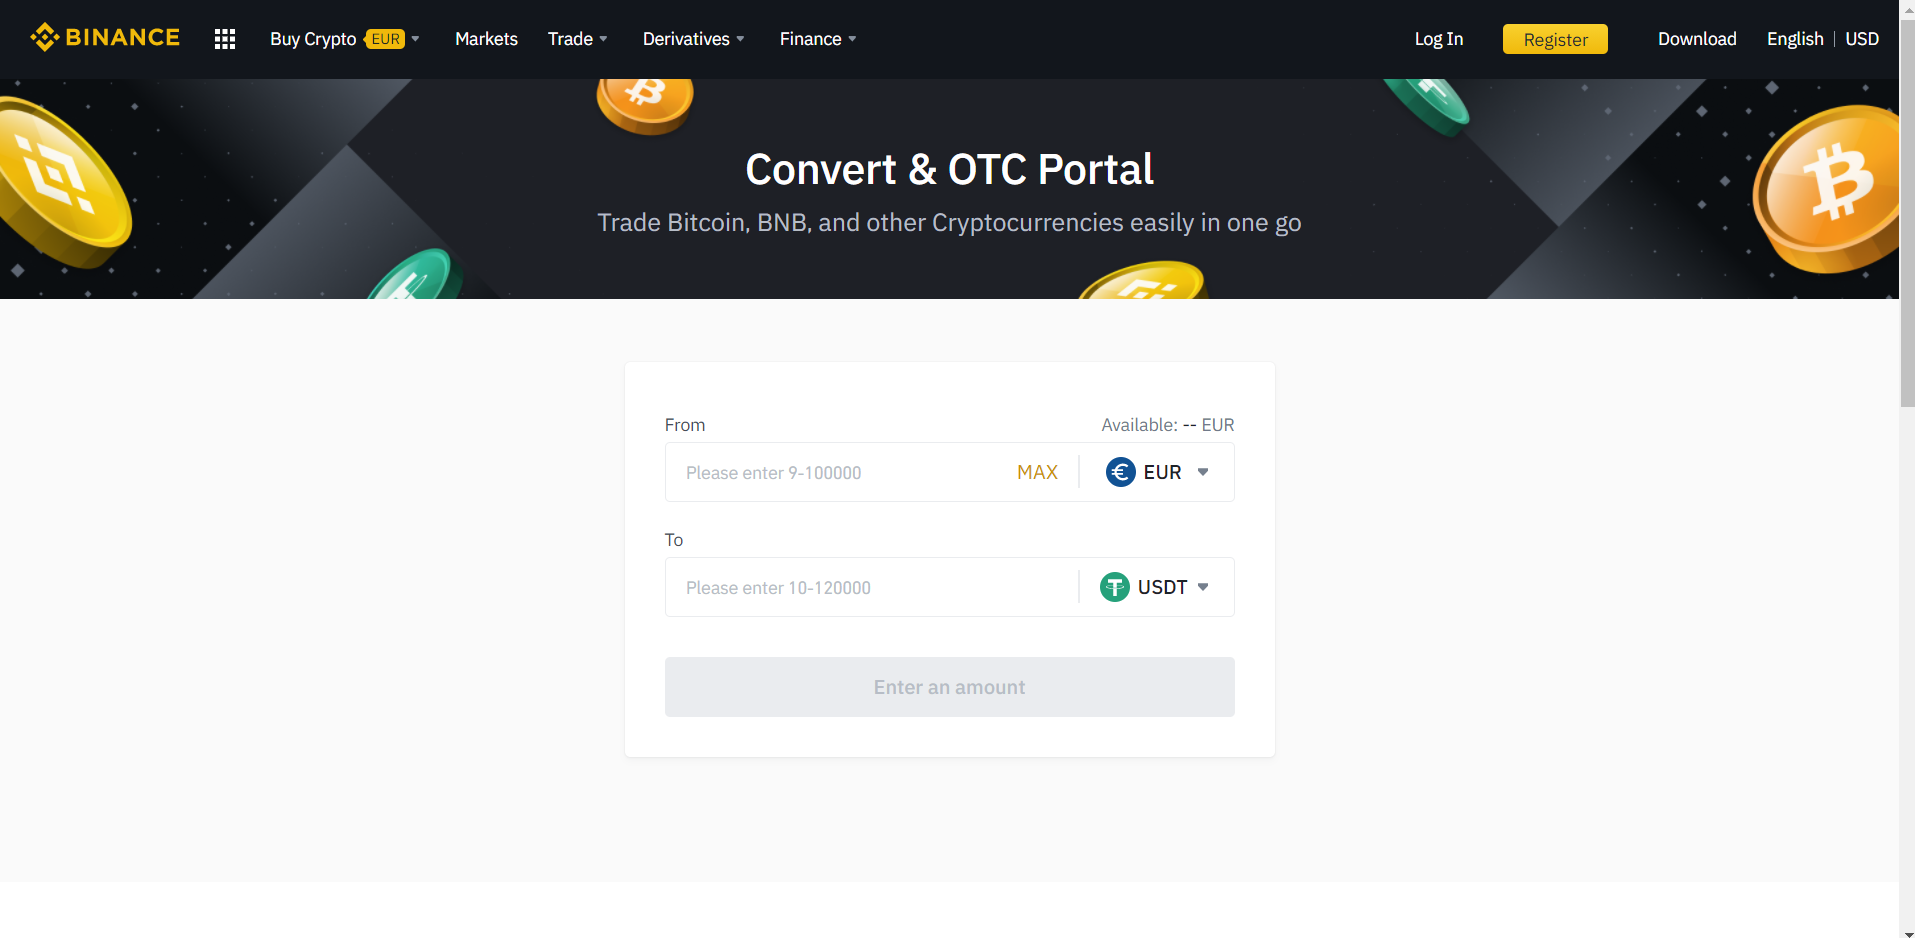 BINANCE
Buy Crypto EUR
Markets
Trade
Derivatives
Finance
Log In
Register
Download
English | USD
Convert & OTC Portal
Trade Bitcoin, BNB, and other Cryptocurrencies easily in one go
From
Available: -- EUR
Please enter 9-100000
MAX
EUR
To
Please enter 10-120000
USDT
Enter an amount